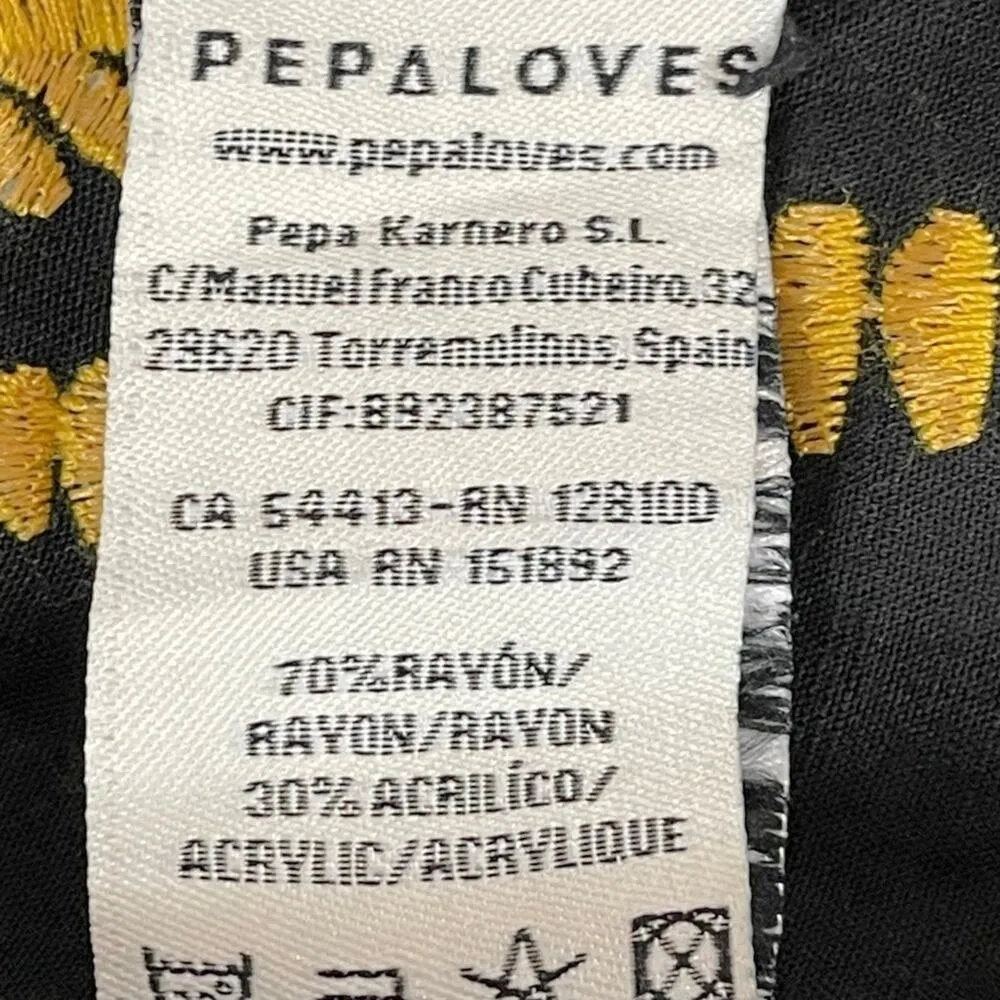 PEPALOVES
www.pepaloves.com
Pepa Karnero S.L.
C/Manuel franco Cubeiro,32,
29620 Torremolinos,Spain
CIF:B92387521
CA 54413-RN 128100
USA RN 151892
70%RAYÓN/
RAYON/RAYON
30% ACRILÍCO/
ACRYLIC/ACRYLIQUE